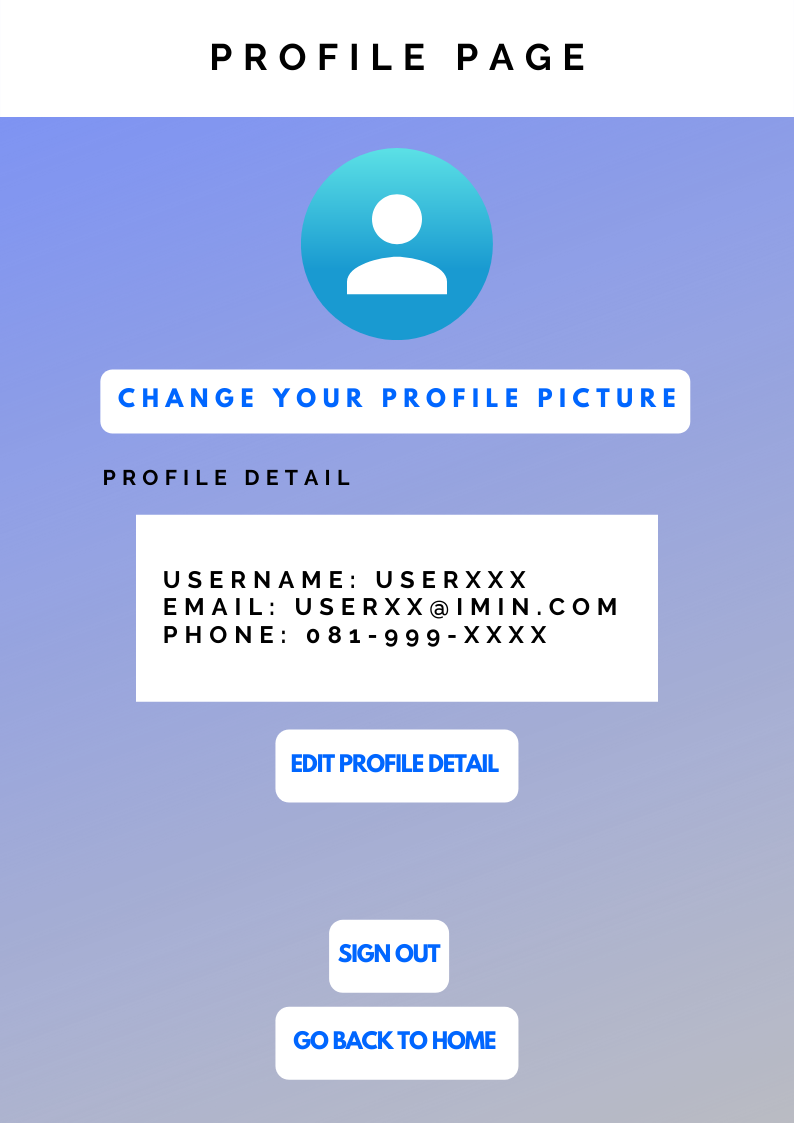 PROFILE PAGE
CHANGE YOUR PROFILE PICTURE
PROFILE DETAIL
USERNAME: USERXXX
EMAIL: USERXX@IMIN.COM
PHONE: 081-999-XXXX
EDIT PROFILE DETAIL
SIGN OUT
GO BACK TO HOME